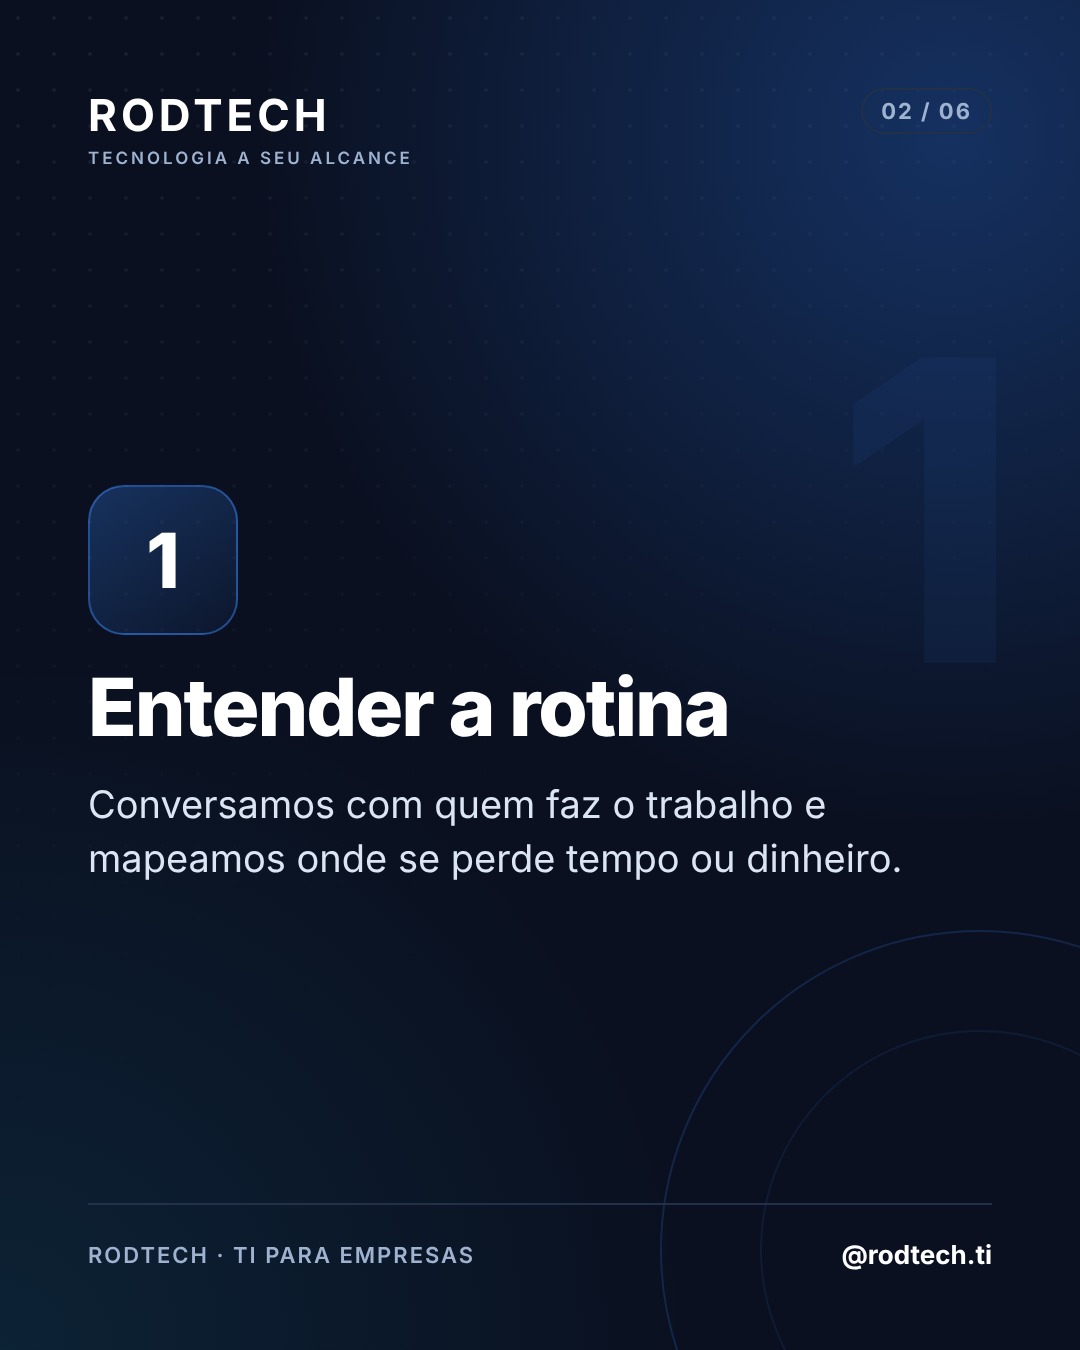 RODTECH
TECNOLOGIA A SEU ALCANCE
02 / 06
1
1
Entender a rotina
Conversamos com quem faz o trabalho e
mapeamos onde se perde tempo ou dinheiro.
RODTECH · TI PARA EMPRESAS
@rodtech.ti